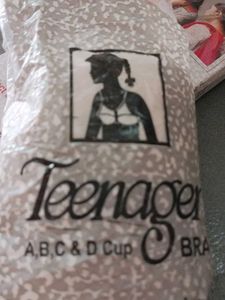 Teenager
A,B,C & D Cup BRA